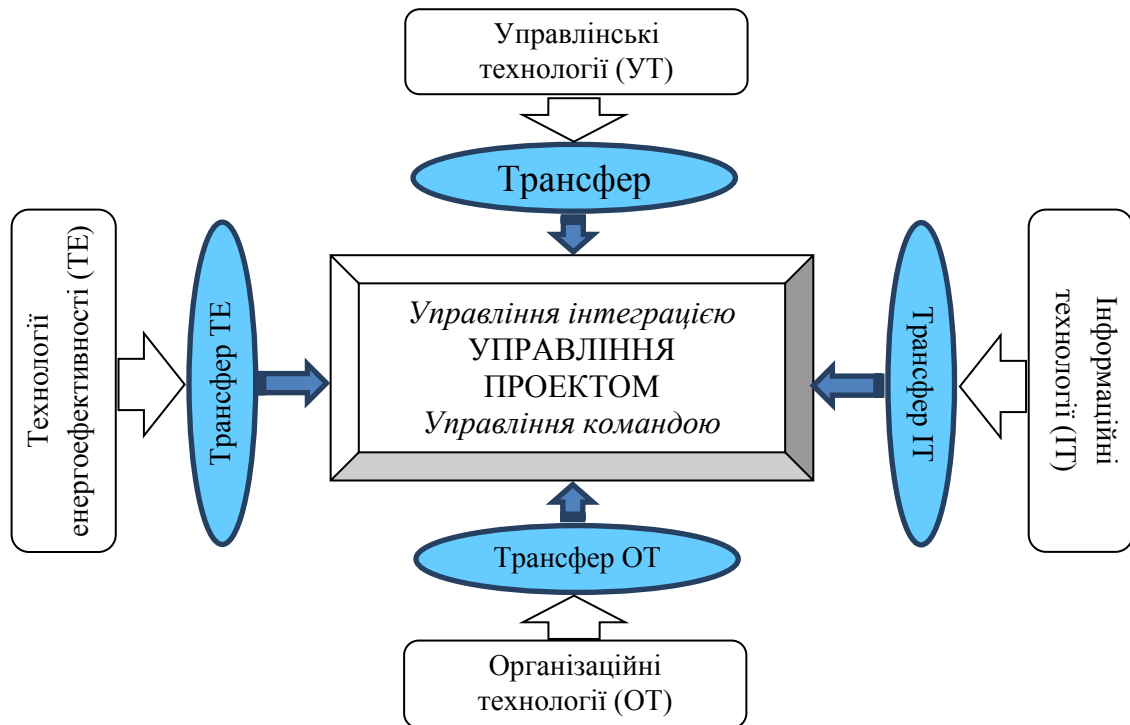 Управлінські
технології (УТ)
Трансфер
Технології
енергоефективності (ТЕ)
Трансфер ТЕ
Управління інтеграцією
УПРАВЛІННЯ
ПРОЕКТОМ
Управління командою
Трансфер ІТ
Інформаційні
технології (ІТ)
Трансфер ОТ
Організаційні
технології (ОТ)